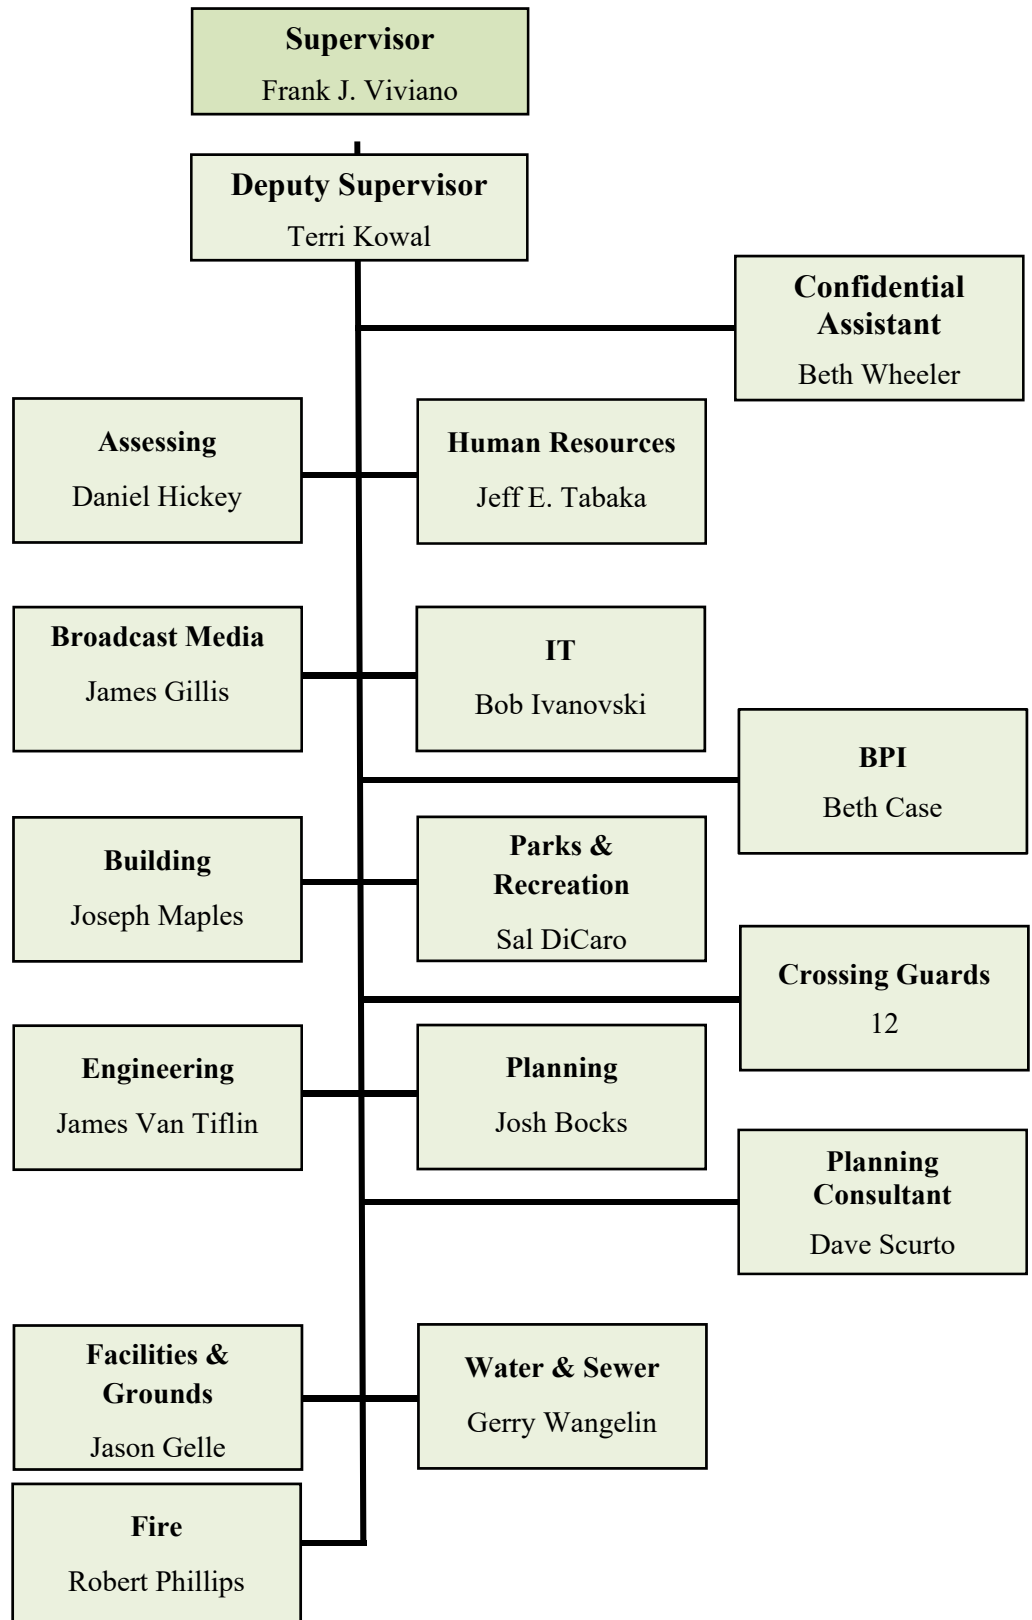 Supervisor
Frank J. Viviano
Deputy Supervisor
Terri Kowal
Confidential
Assistant
Beth Wheeler
Assessing
Daniel Hickey
Human Resources
Jeff E. Tabaka
Broadcast Media
James Gillis
IT
Bob Ivanovski
BPI
Beth Case
Building
Joseph Maples
Parks &
Recreation
Sal DiCaro
Crossing Guards
12
Engineering
James Van Tiflin
Planning
Josh Bocks
Planning
Consultant
Dave Scurto
Facilities &
Grounds
Jason Gelle
Water & Sewer
Gerry Wangelin
Fire
Robert Phillips